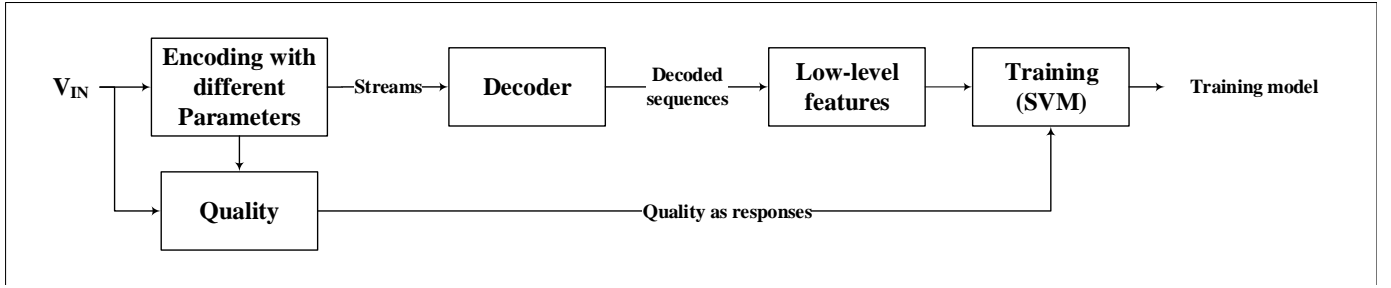 Encoding with
different
Parameters
V_IN
Streams
Decoder
Decoded
sequences
Low-level
features
Training
(SVM)
Training model
Quality
Quality as responses